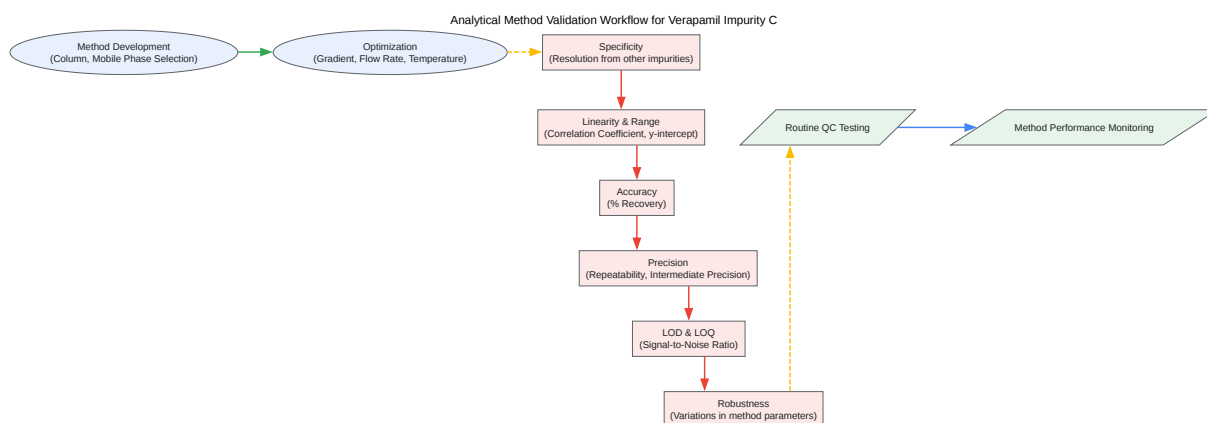 Analytical Method Validation Workflow for Verapamil Impurity C
Method Development
(Column, Mobile Phase Selection)
Optimization
(Gradient, Flow Rate, Temperature)
Specificity
(Resolution from other impurities)
Linearity & Range
(Correlation Coefficient, y-intercept)
Routine QC Testing
Method Performance Monitoring
Accuracy
(% Recovery)
Precision
(Repeatability, Intermediate Precision)
LOD & LOQ
(Signal-to-Noise Ratio)
Robustness
(Variations in method parameters)